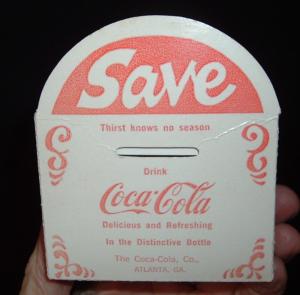 Save
Thirst knows no season
Drink
Coca-Cola
Delicious and Refreshing
In the Distinctive Bottle
The Coca-Cola, Co.,
ATLANTA, GA.